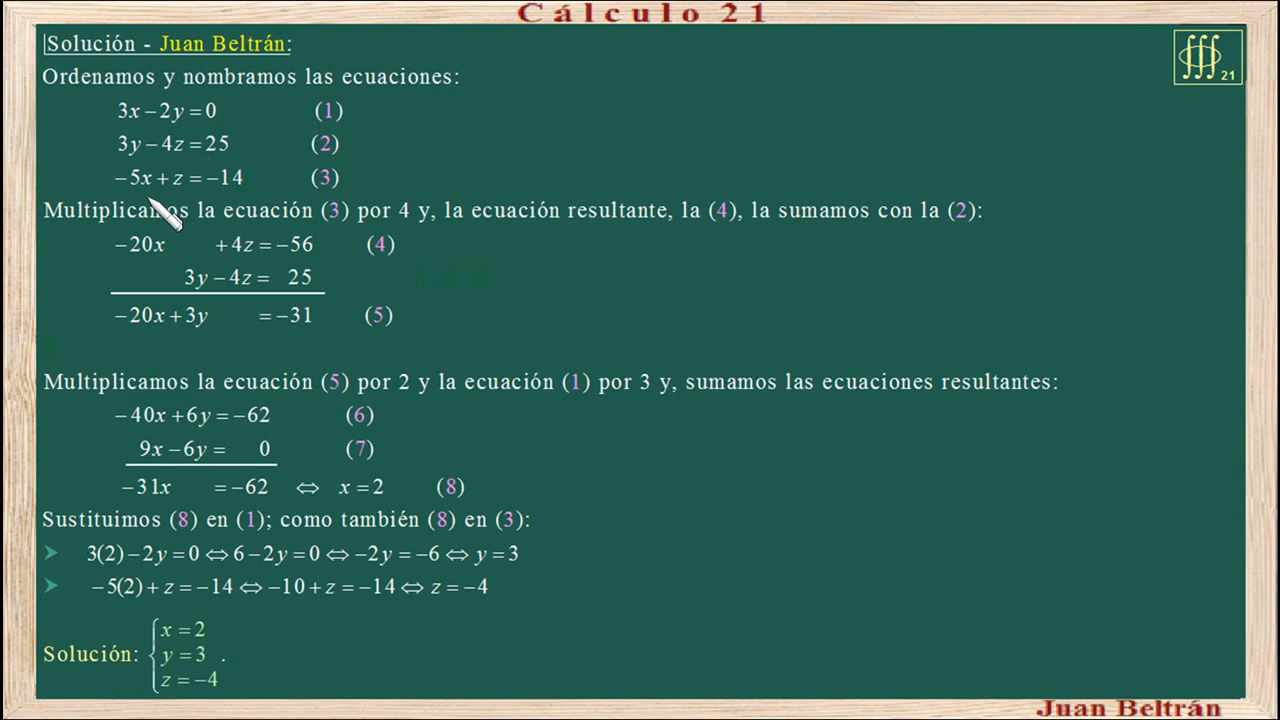 Cálculo 21
Solución - Juan Beltrán:
21
Ordenamos y nombramos las ecuaciones:
3x−2y=0 (1)
3y−4z=25 (2)
−5x+z=−14 (3)
Multiplicamos la ecuación (3) por 4 y, la ecuación resultante, la (4), la sumamos con la (2):
−20x +4z=−56 (4)
3y−4z= 25
−20x+3y =−31 (5)
Multiplicamos la ecuación (5) por 2 y la ecuación (1) por 3 y, sumamos las ecuaciones resultantes:
−40x+6y=−62 (6)
9x−6y= 0 (7)
−31x =−62 ⇔ x=2 (8)
Sustituimos (8) en (1); como también (8) en (3):
➤ 3(2)−2y=0⇔6−2y=0⇔−2y=−6⇔y=3
➤ −5(2)+z=−14⇔−10+z=−14⇔z=−4
x=2
Solución: { y=3 .
z=−4
Juan Beltrán